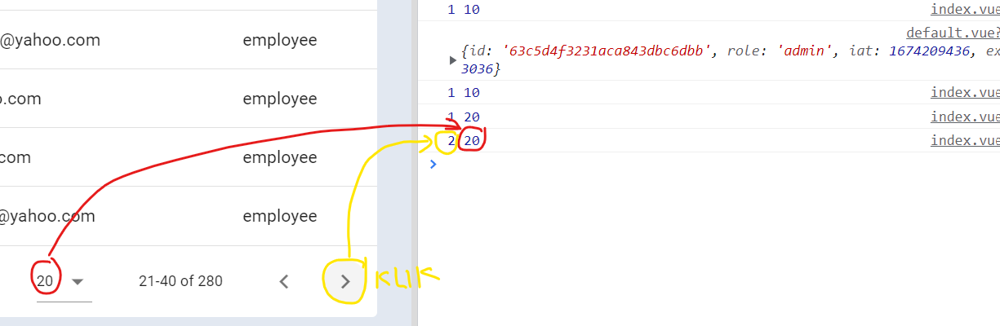 1 10 index.vue
@yahoo.com employee
default.vue?
{id: '63c5d4f3231aca843dbc6dbb', role: 'admin', iat: 1674209436, ex
3036}
o.com employee
1 10 index.vue
1 20 index.vue
2 20 index.vue
.com employee
@yahoo.com employee
20 21-40 of 280 KLIK